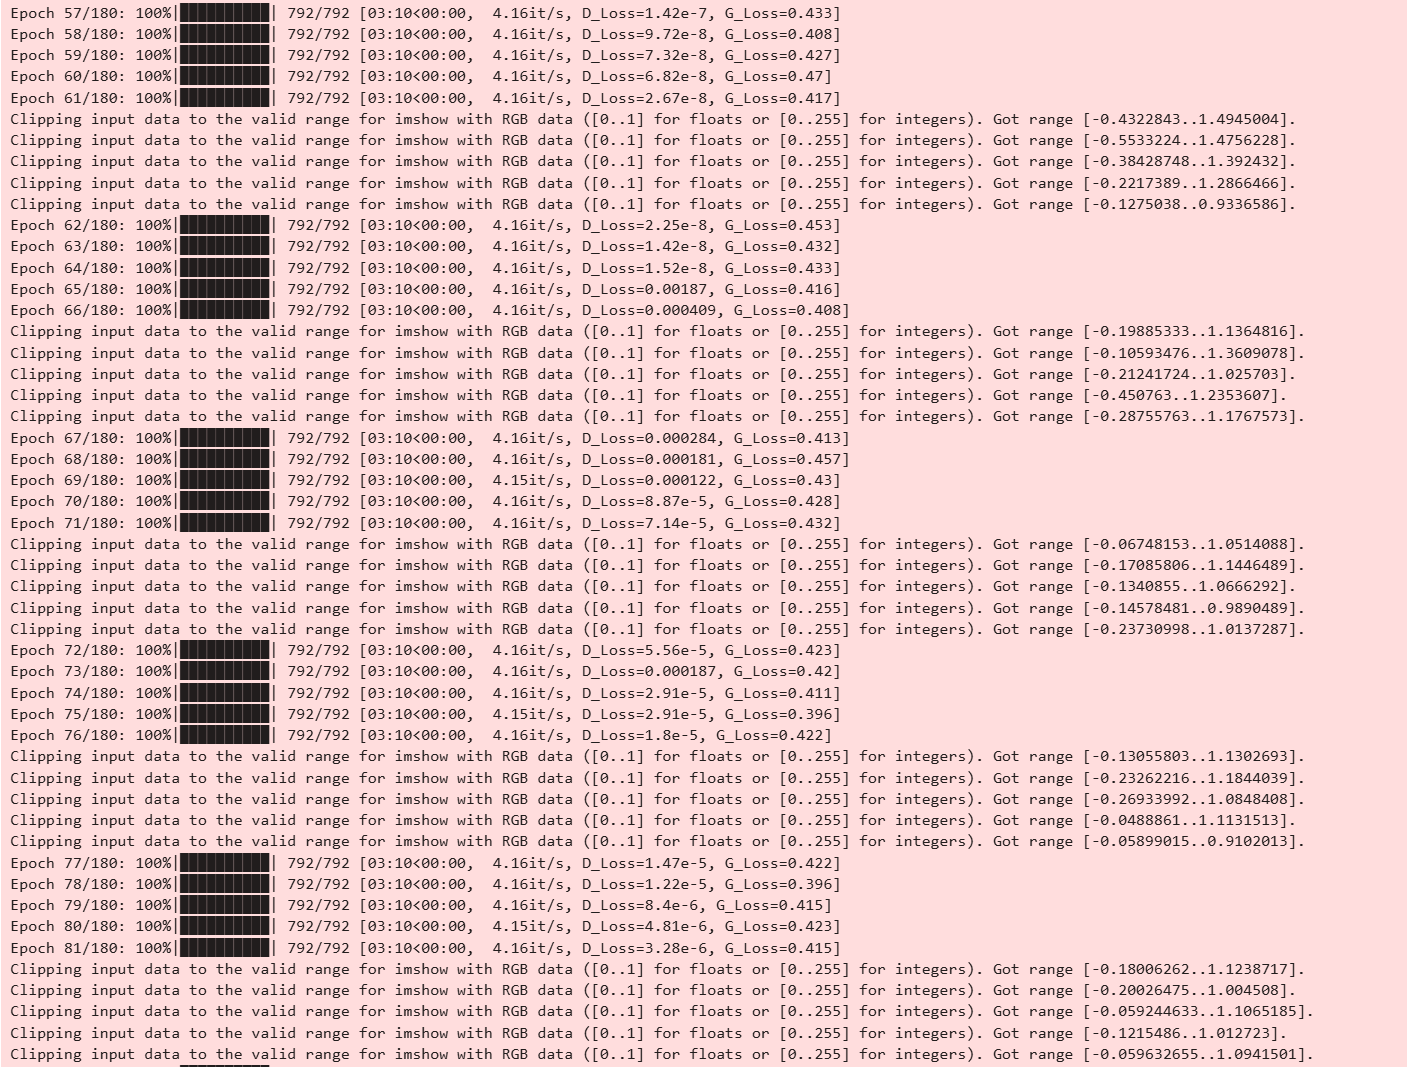 Epoch 57/180: 100%|██████████| 792/792 [03:10<00:00,  4.16it/s, D_Loss=1.42e-7, G_Loss=0.433]
Epoch 58/180: 100%|██████████| 792/792 [03:10<00:00,  4.16it/s, D_Loss=9.72e-8, G_Loss=0.408]
Epoch 59/180: 100%|██████████| 792/792 [03:10<00:00,  4.16it/s, D_Loss=7.32e-8, G_Loss=0.427]
Epoch 60/180: 100%|██████████| 792/792 [03:10<00:00,  4.16it/s, D_Loss=6.82e-8, G_Loss=0.47]
Epoch 61/180: 100%|██████████| 792/792 [03:10<00:00,  4.16it/s, D_Loss=2.67e-8, G_Loss=0.417]
Clipping input data to the valid range for imshow with RGB data ([0..1] for floats or [0..255] for integers). Got range [-0.4322843..1.4945004].
Clipping input data to the valid range for imshow with RGB data ([0..1] for floats or [0..255] for integers). Got range [-0.5533224..1.4756228].
Clipping input data to the valid range for imshow with RGB data ([0..1] for floats or [0..255] for integers). Got range [-0.38428748..1.392432].
Clipping input data to the valid range for imshow with RGB data ([0..1] for floats or [0..255] for integers). Got range [-0.2217389..1.2866466].
Clipping input data to the valid range for imshow with RGB data ([0..1] for floats or [0..255] for integers). Got range [-0.1275038..0.9336586].
Epoch 62/180: 100%|██████████| 792/792 [03:10<00:00,  4.16it/s, D_Loss=2.25e-8, G_Loss=0.453]
Epoch 63/180: 100%|██████████| 792/792 [03:10<00:00,  4.16it/s, D_Loss=1.42e-8, G_Loss=0.432]
Epoch 64/180: 100%|██████████| 792/792 [03:10<00:00,  4.16it/s, D_Loss=1.52e-8, G_Loss=0.433]
Epoch 65/180: 100%|██████████| 792/792 [03:10<00:00,  4.16it/s, D_Loss=0.00187, G_Loss=0.416]
Epoch 66/180: 100%|██████████| 792/792 [03:10<00:00,  4.16it/s, D_Loss=0.000409, G_Loss=0.408]
Clipping input data to the valid range for imshow with RGB data ([0..1] for floats or [0..255] for integers). Got range [-0.19885333..1.1364816].
Clipping input data to the valid range for imshow with RGB data ([0..1] for floats or [0..255] for integers). Got range [-0.10593476..1.3609078].
Clipping input data to the valid range for imshow with RGB data ([0..1] for floats or [0..255] for integers). Got range [-0.21241724..1.025703].
Clipping input data to the valid range for imshow with RGB data ([0..1] for floats or [0..255] for integers). Got range [-0.450763..1.2353607].
Clipping input data to the valid range for imshow with RGB data ([0..1] for floats or [0..255] for integers). Got range [-0.28755763..1.1767573].
Epoch 67/180: 100%|██████████| 792/792 [03:10<00:00,  4.16it/s, D_Loss=0.000284, G_Loss=0.413]
Epoch 68/180: 100%|██████████| 792/792 [03:10<00:00,  4.16it/s, D_Loss=0.000181, G_Loss=0.457]
Epoch 69/180: 100%|██████████| 792/792 [03:10<00:00,  4.15it/s, D_Loss=0.000122, G_Loss=0.43]
Epoch 70/180: 100%|██████████| 792/792 [03:10<00:00,  4.16it/s, D_Loss=8.87e-5, G_Loss=0.428]
Epoch 71/180: 100%|██████████| 792/792 [03:10<00:00,  4.16it/s, D_Loss=7.14e-5, G_Loss=0.432]
Clipping input data to the valid range for imshow with RGB data ([0..1] for floats or [0..255] for integers). Got range [-0.06748153..1.0514088].
Clipping input data to the valid range for imshow with RGB data ([0..1] for floats or [0..255] for integers). Got range [-0.17085806..1.1446489].
Clipping input data to the valid range for imshow with RGB data ([0..1] for floats or [0..255] for integers). Got range [-0.1340855..1.0666292].
Clipping input data to the valid range for imshow with RGB data ([0..1] for floats or [0..255] for integers). Got range [-0.14578481..0.9890489].
Clipping input data to the valid range for imshow with RGB data ([0..1] for floats or [0..255] for integers). Got range [-0.23730998..1.0137287].
Epoch 72/180: 100%|██████████| 792/792 [03:10<00:00,  4.16it/s, D_Loss=5.56e-5, G_Loss=0.423]
Epoch 73/180: 100%|██████████| 792/792 [03:10<00:00,  4.16it/s, D_Loss=0.000187, G_Loss=0.42]
Epoch 74/180: 100%|██████████| 792/792 [03:10<00:00,  4.16it/s, D_Loss=2.91e-5, G_Loss=0.411]
Epoch 75/180: 100%|██████████| 792/792 [03:10<00:00,  4.15it/s, D_Loss=2.91e-5, G_Loss=0.396]
Epoch 76/180: 100%|██████████| 792/792 [03:10<00:00,  4.16it/s, D_Loss=1.8e-5, G_Loss=0.422]
Clipping input data to the valid range for imshow with RGB data ([0..1] for floats or [0..255] for integers). Got range [-0.13055803..1.1302693].
Clipping input data to the valid range for imshow with RGB data ([0..1] for floats or [0..255] for integers). Got range [-0.23262216..1.1844039].
Clipping input data to the valid range for imshow with RGB data ([0..1] for floats or [0..255] for integers). Got range [-0.26933992..1.0848408].
Clipping input data to the valid range for imshow with RGB data ([0..1] for floats or [0..255] for integers). Got range [-0.0488861..1.1131513].
Clipping input data to the valid range for imshow with RGB data ([0..1] for floats or [0..255] for integers). Got range [-0.05899015..0.9102013].
Epoch 77/180: 100%|██████████| 792/792 [03:10<00:00,  4.16it/s, D_Loss=1.47e-5, G_Loss=0.422]
Epoch 78/180: 100%|██████████| 792/792 [03:10<00:00,  4.16it/s, D_Loss=1.22e-5, G_Loss=0.396]
Epoch 79/180: 100%|██████████| 792/792 [03:10<00:00,  4.16it/s, D_Loss=8.4e-6, G_Loss=0.415]
Epoch 80/180: 100%|██████████| 792/792 [03:10<00:00,  4.15it/s, D_Loss=4.81e-6, G_Loss=0.423]
Epoch 81/180: 100%|██████████| 792/792 [03:10<00:00,  4.16it/s, D_Loss=3.28e-6, G_Loss=0.415]
Clipping input data to the valid range for imshow with RGB data ([0..1] for floats or [0..255] for integers). Got range [-0.18006262..1.1238717].
Clipping input data to the valid range for imshow with RGB data ([0..1] for floats or [0..255] for integers). Got range [-0.20026475..1.004508].
Clipping input data to the valid range for imshow with RGB data ([0..1] for floats or [0..255] for integers). Got range [-0.059244633..1.1065185].
Clipping input data to the valid range for imshow with RGB data ([0..1] for floats or [0..255] for integers). Got range [-0.1215486..1.012723].
Clipping input data to the valid range for imshow with RGB data ([0..1] for floats or [0..255] for integers). Got range [-0.059632655..1.0941501].